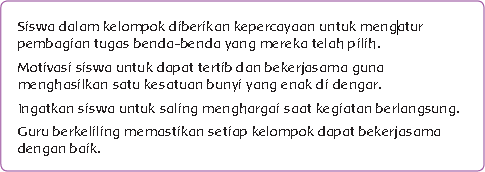 Siswa dalam kelompok diberikan kepercayaan untuk mengatur
pembagian tugas benda-benda yang mereka telah pilih.
Motivasi siswa untuk dapat tertib dan bekerjasama guna
menghasilkan satu kesatuan bunyi yang enak di dengar.
Ingatkan siswa untuk saling menghargai saat kegiatan berlangsung.
Guru berkeliling memastikan setiap kelompok dapat bekerjasama
dengan baik.